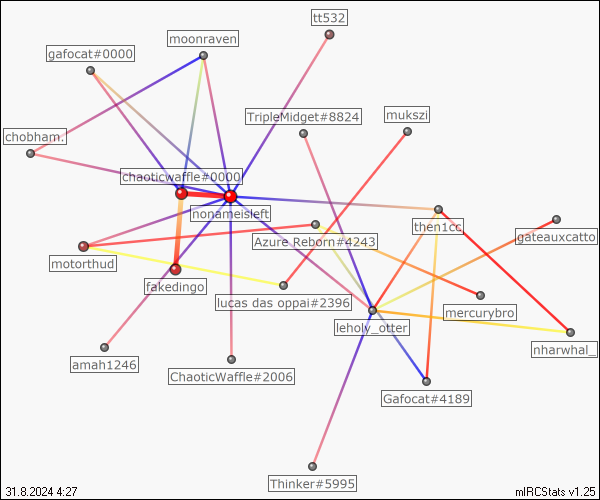 tt532
moonraven
gafocat#0000
TripleMidget#8824
mukszi
chobham.
chaoticwaffle#0000
nonameisleft
then1cc
gateauxcatto
Azure Reborn#4243
motorthud
fakedingo
lucas das oppai#2396
mercurybro
leholy_otter
nharwhal_
amah1246
ChaoticWaffle#2006
Gafocat#4189
Thinker#5995
31.8.2024 4:27
mIRCStats v1.25